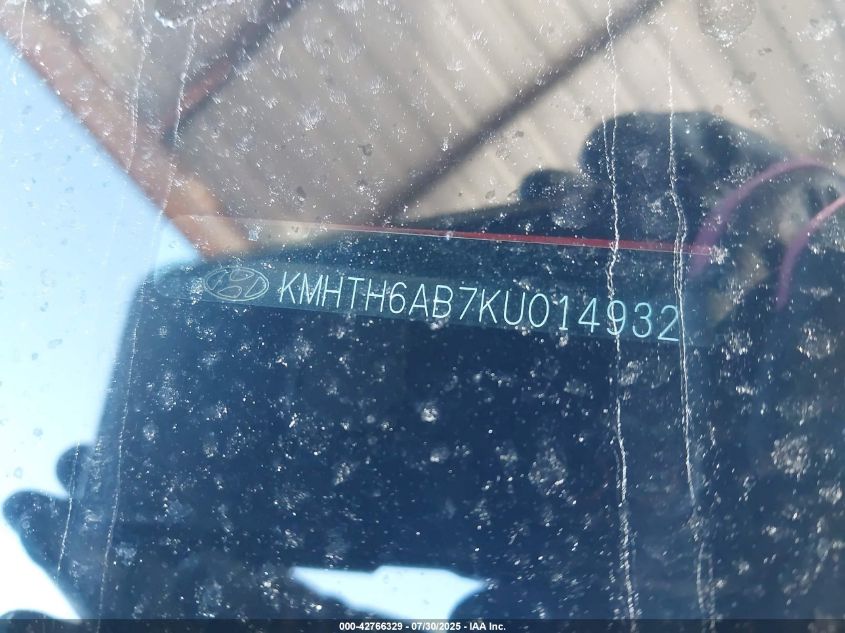 KMHTH6AB7KU014932
000-42766329 - 07/30/2025 - IAA Inc.